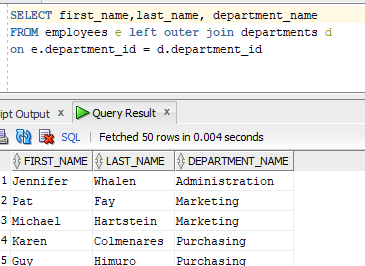 SELECT first_name,last_name, department_name
FROM employees e left outer join departments d
on e.department_id = d.department_id
ipt Output x Query Result x
SQL | Fetched 50 rows in 0.004 seconds
FIRST_NAME LAST_NAME DEPARTMENT_NAME
1 Jennifer Whalen Administration
2 Pat Fay Marketing
3 Michael Hartstein Marketing
4 Karen Colmenares Purchasing
5 Guy Himuro Purchasing